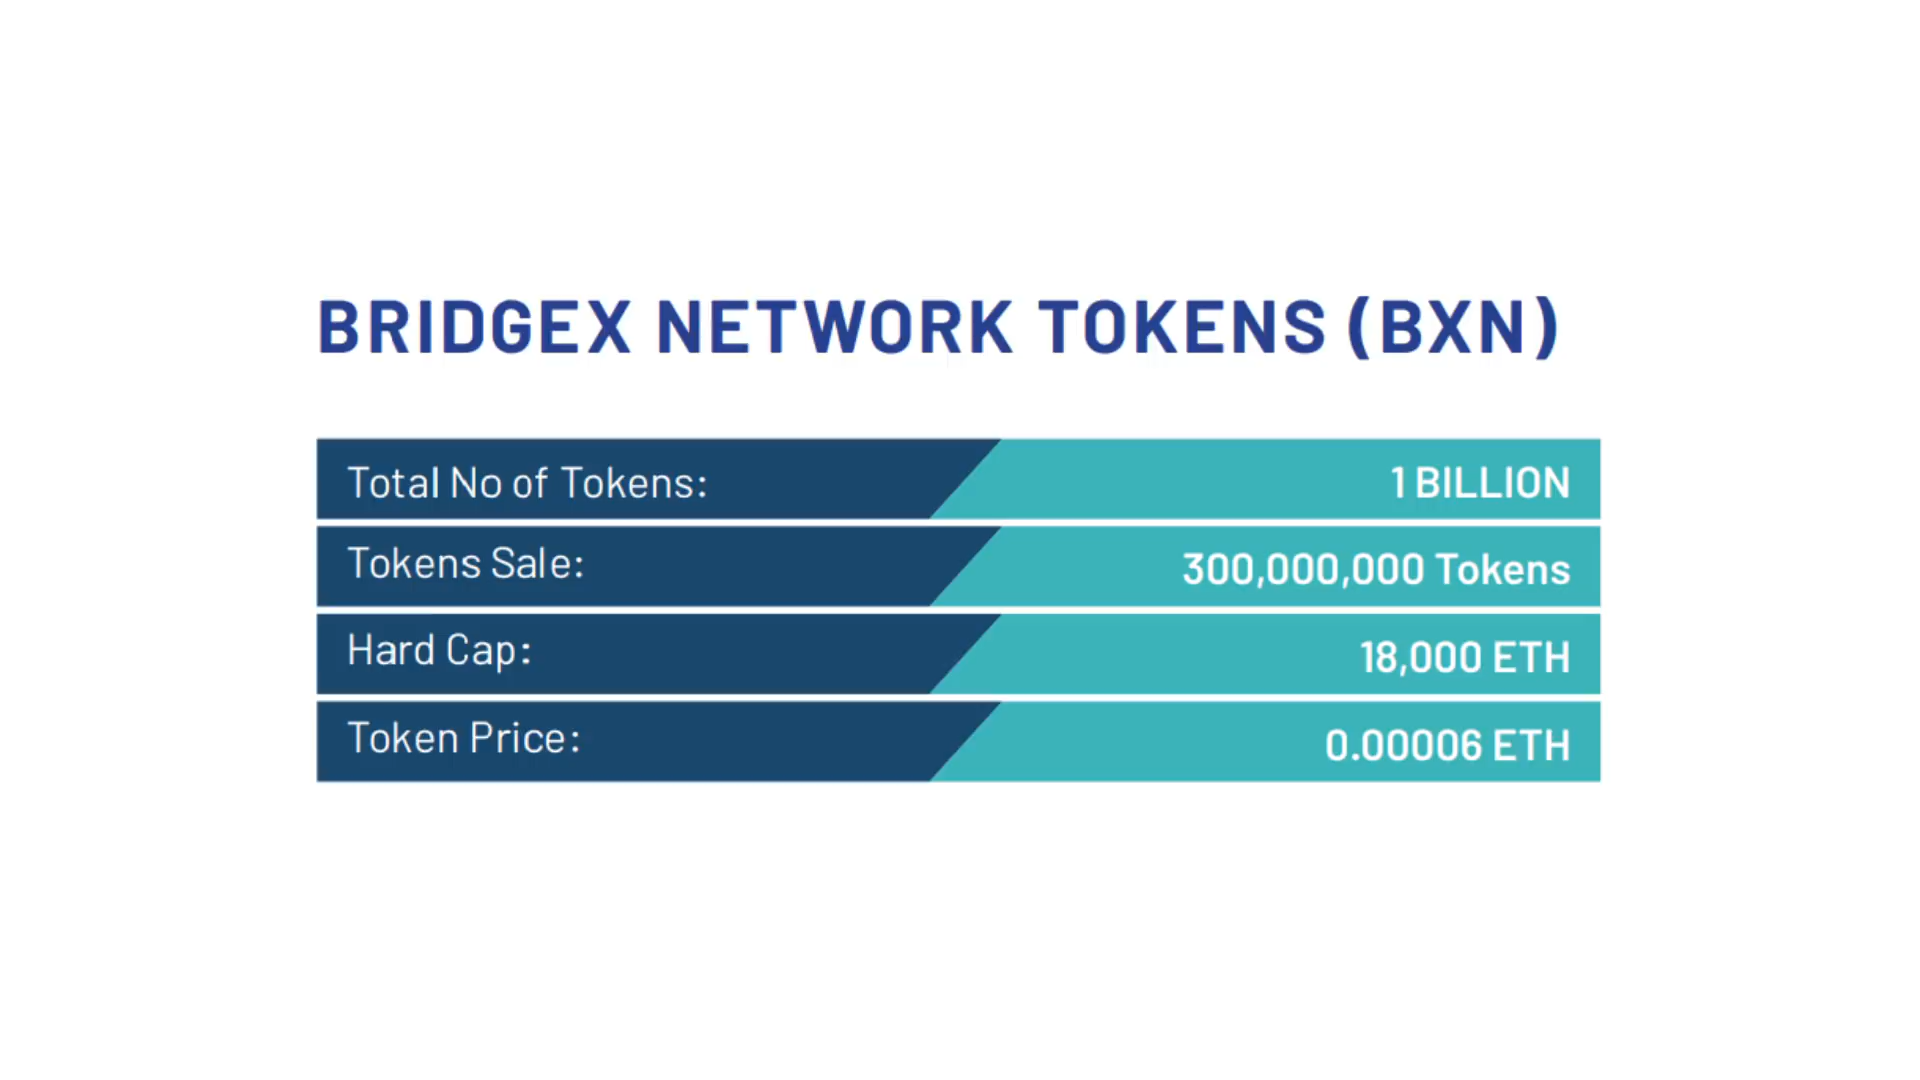 BRIDGEX NETWORK TOKENS (BXN)
Total No of Tokens: 1 BILLION
Tokens Sale: 300,000,000 Tokens
Hard Cap: 18,000 ETH
Token Price: 0.00006 ETH